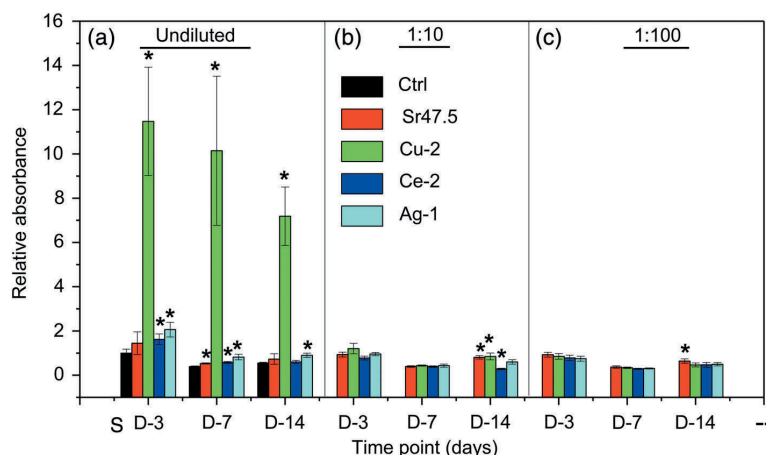 (a) Undiluted (b) 1:10 (c) 1:100
16
14
12
10
8
6
4
2
0
Relative absorbance
* * *
* * * * * *
* * * *
Ctrl
Sr47.5
Cu-2
Ce-2
Ag-1
S D-3 D-7 D-14 D-3 D-7 D-14 D-3 D-7 D-14 --
Time point (days)